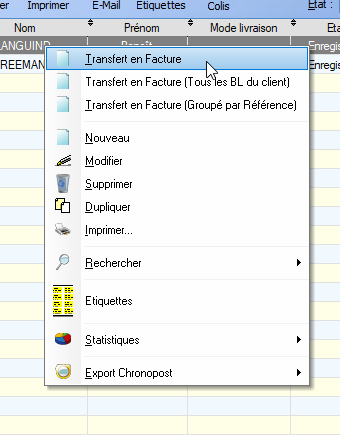 Imprimer E-Mail Etiquettes Colis Etat :
Nom Prénom Mode livraison Eta
ANGUIND Benoît Enregis
REEMAN Enregis
Transfert en Facture
Transfert en Facture (Tous les BL du client)
Transfert en Facture (Groupé par Référence)
Nouveau
Modifier
Supprimer
Dupliquer
Imprimer...
Rechercher
Etiquettes
Statistiques
Export Chronopost